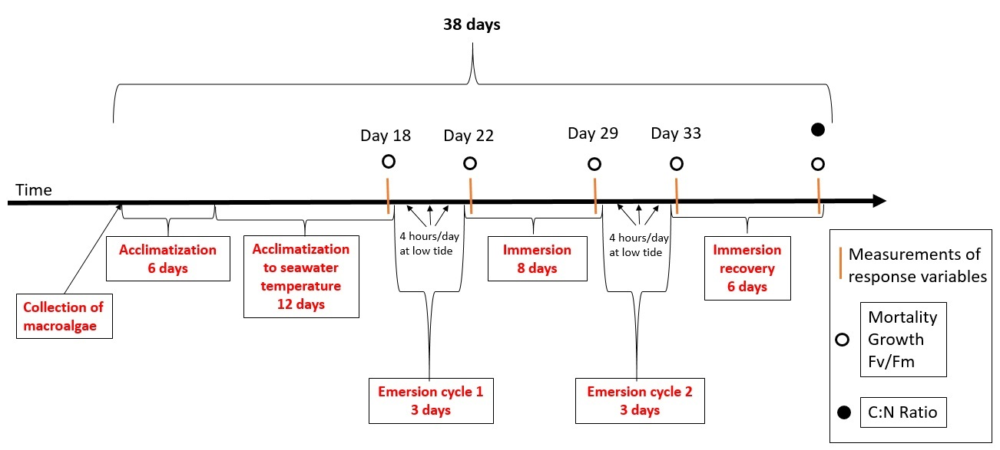 38 days
Day 18
Day 22
Day 29
Day 33
Time
4 hours/day
at low tide
4 hours/day
at low tide
Acclimatization
6 days
Acclimatization
to seawater
temperature
12 days
Immersion
8 days
Immersion
recovery
6 days
Collection of
macroalgae
Emersion cycle 1
3 days
Emersion cycle 2
3 days
Measurements of
response variables
Mortality
Growth
Fv/Fm
C:N Ratio